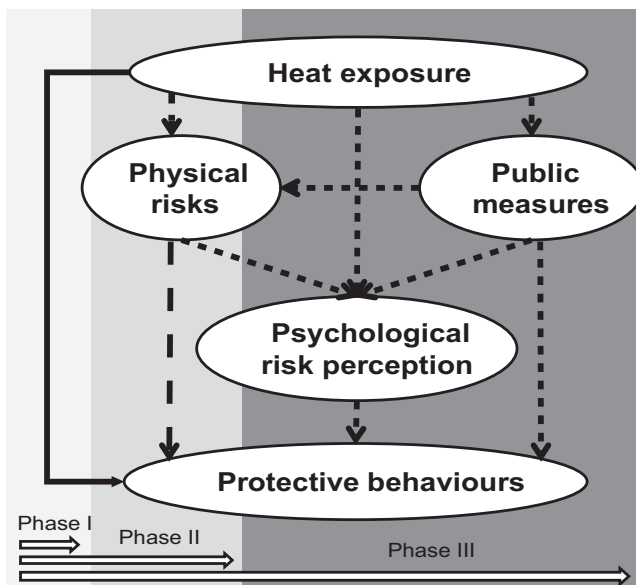 Heat exposure
Physical
risks
Public
measures
Psychological
risk perception
Protective behaviours
Phase I
Phase II
Phase III